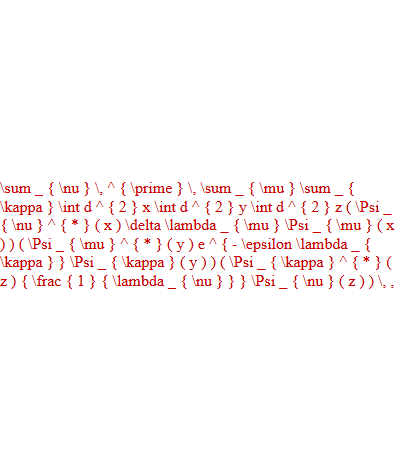 \sum _ { \nu } \, ^ { \prime } \, \sum _ { \mu } \sum _ {
\kappa } \int d ^ { 2 } x \int d ^ { 2 } y \int d ^ { 2 } z ( \Psi _
{ \nu } ^ { * } ( x ) \delta \lambda _ { \mu } \Psi _ { \mu } ( x
) ) ( \Psi _ { \mu } ^ { * } ( y ) e ^ { - \epsilon \lambda _ {
\kappa } } \Psi _ { \kappa } ( y ) ) ( \Psi _ { \kappa } ^ { * } (
z ) { \frac { 1 } { \lambda _ { \nu } } } \Psi _ { \nu } ( z ) ) \, ,